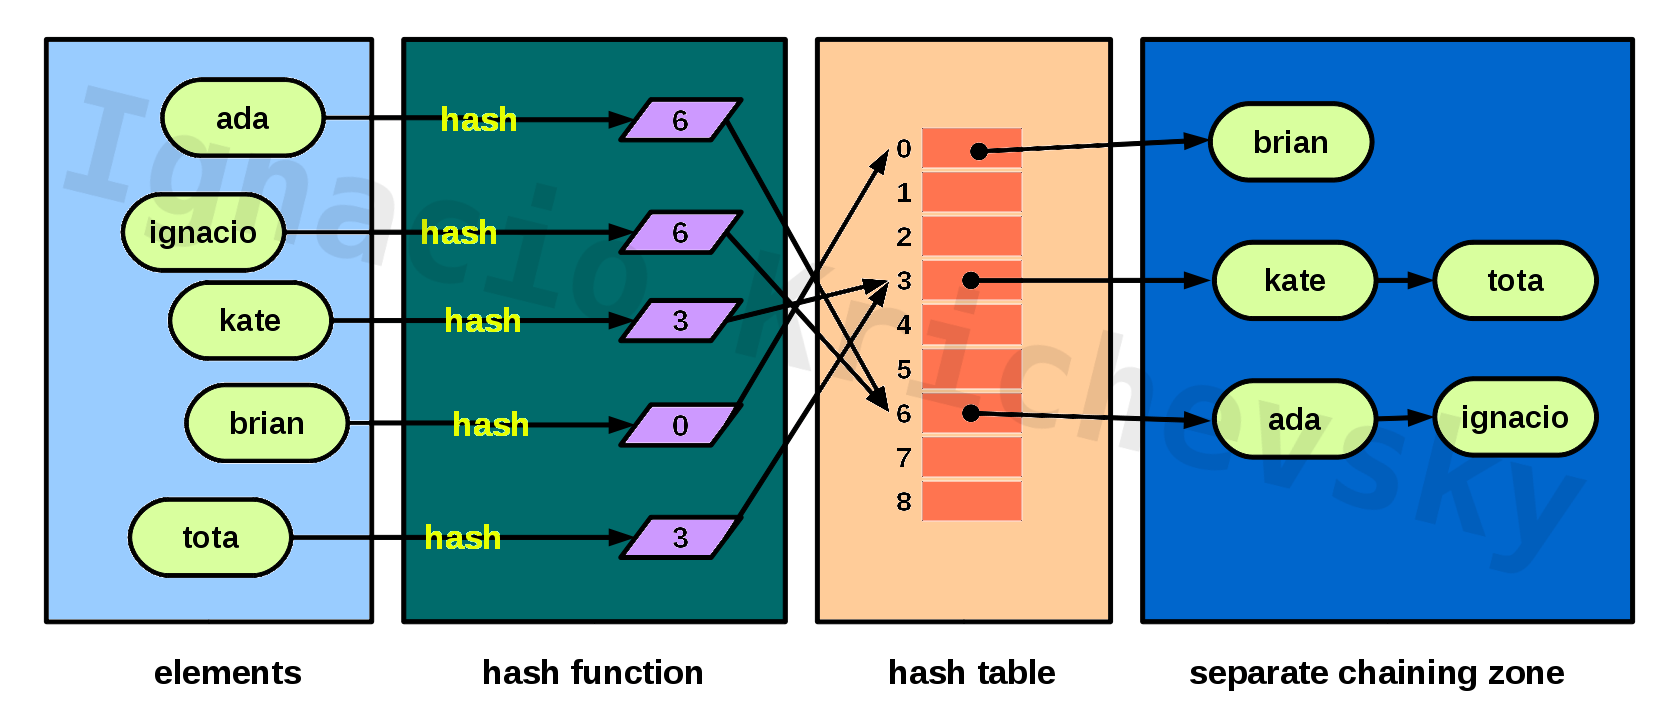 ada
hash
6
ignacio
hash
6
kate
hash
3
brian
hash
0
tota
hash
3
0
1
2
3
4
5
6
7
8
brian
kate
tota
ada
ignacio
elements
hash function
hash table
separate chaining zone
Ignacio Krichevsky